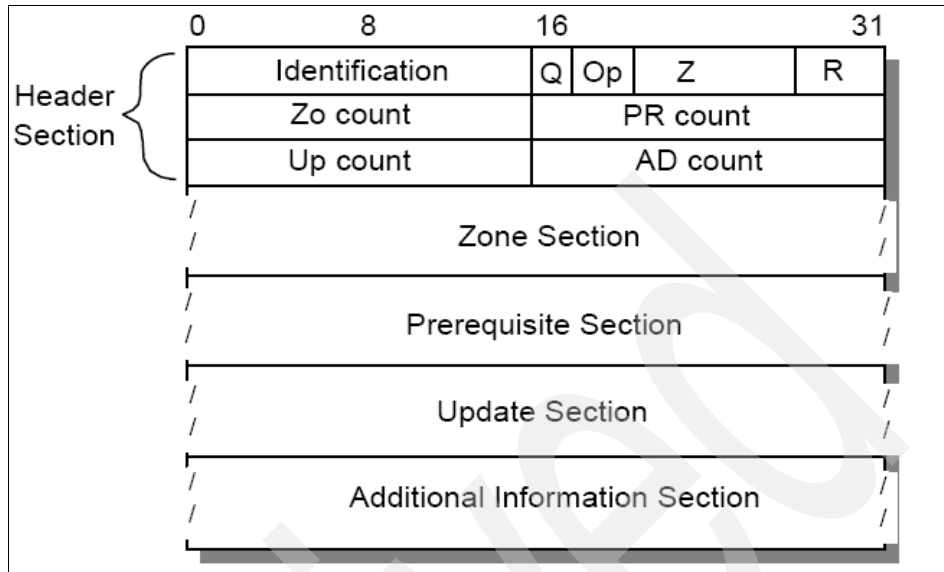 0 8 16 31
Identification Q Op Z R
Header
Section
Zo count PR count
Up count AD count
Zone Section
Prerequisite Section
Update Section
Additional Information Section